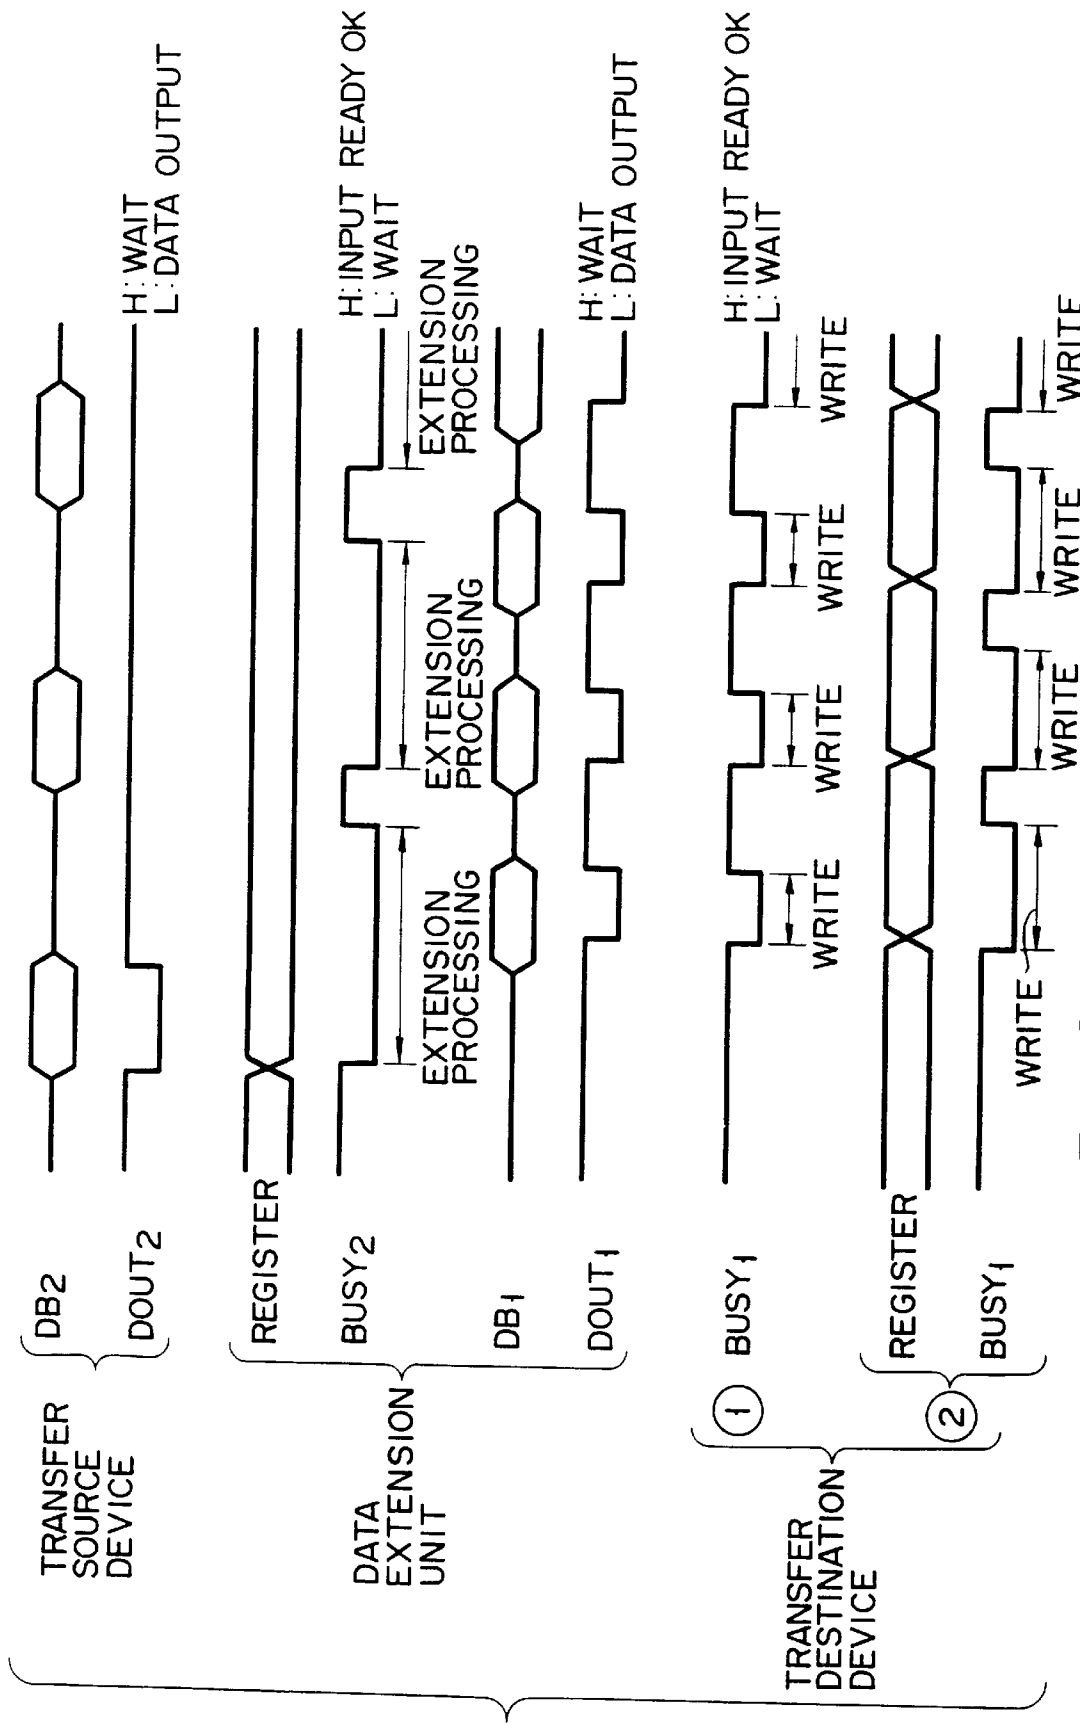 TRANSFER
SOURCE
DEVICE
DB2
DOUT2
H: WAIT
L: DATA OUTPUT
DATA
EXTENSION
UNIT
REGISTER
BUSY2
H: INPUT READY OK
L: WAIT
EXTENSION
PROCESSING
EXTENSION
PROCESSING
EXTENSION
PROCESSING
DB1
DOUT1
H: WAIT
L: DATA OUTPUT
TRANSFER
DESTINATION
DEVICE
1
BUSY1
H: INPUT READY OK
L: WAIT
WRITE
WRITE
WRITE
WRITE
2
REGISTER
BUSY1
WRITE
WRITE
WRITE
WRITE